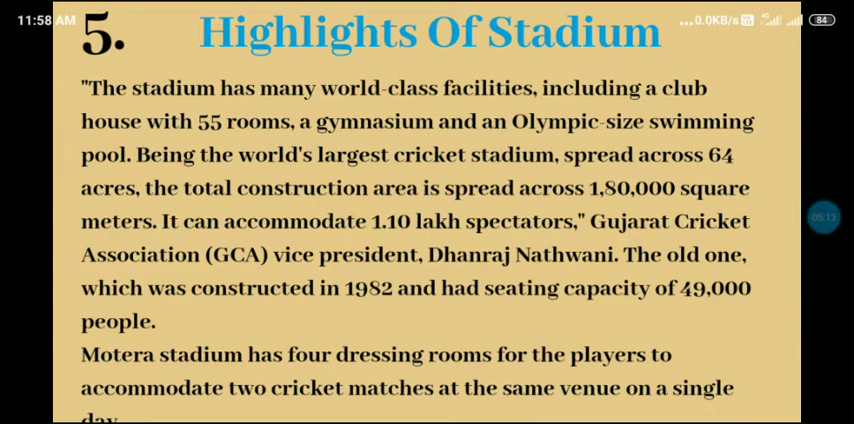 11:58 AM
...0.0KB/s
84
5. Highlights Of Stadium
"The stadium has many world-class facilities, including a club
house with 55 rooms, a gymnasium and an Olympic-size swimming
pool. Being the world's largest cricket stadium, spread across 64
acres, the total construction area is spread across 1,80,000 square
meters. It can accommodate 1.10 lakh spectators," Gujarat Cricket
Association (GCA) vice president, Dhanraj Nathwani. The old one,
which was constructed in 1982 and had seating capacity of 49,000
people.
Motera stadium has four dressing rooms for the players to
accommodate two cricket matches at the same venue on a single
day
05:13